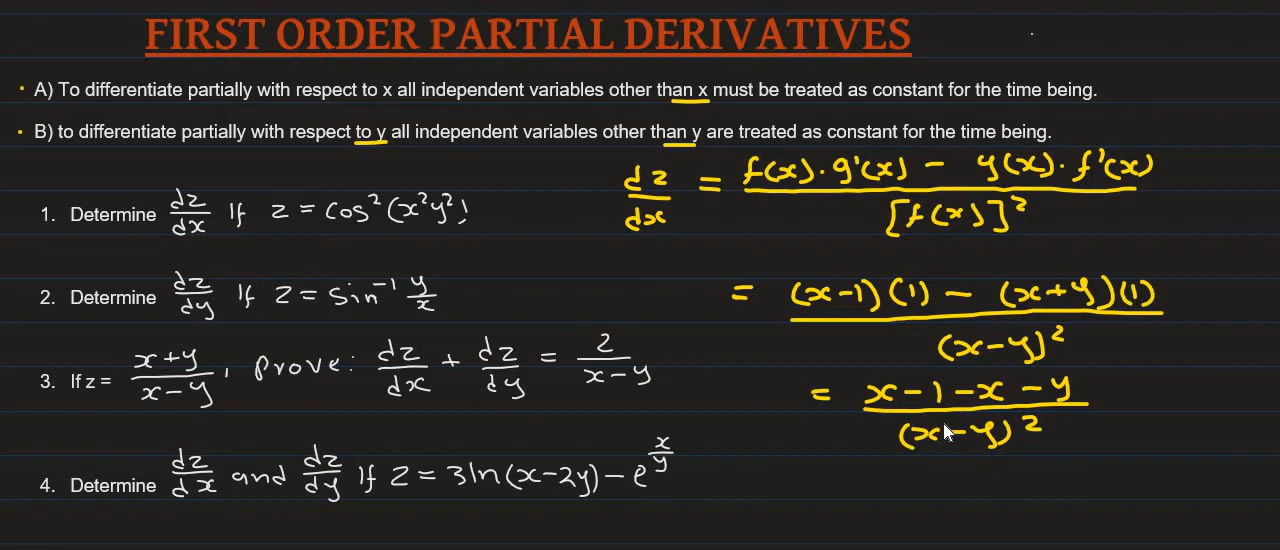 FIRST ORDER PARTIAL DERIVATIVES
• A) To differentiate partially with respect to x all independent variables other than x must be treated as constant for the time being.
• B) to differentiate partially with respect to y all independent variables other than y are treated as constant for the time being.
dz/dx = (f(x)·g'(x) − g(x)·f'(x)) / [f(x)]²
1. Determine dz/dx If z = cos² (x²y²)
= ((x−1)(1) − (x+y)(1)) / (x−y)²
2. Determine dz/dy If z = sin⁻¹ y/x
3. If z = (x+y)/(x−y), prove: dz/dx + dz/dy = 2/(x−y)
= (x−1−x−y) / (x−y)²
4. Determine dz/dx and dz/dy If z = 3ln(x−2y) − e^(x/y)